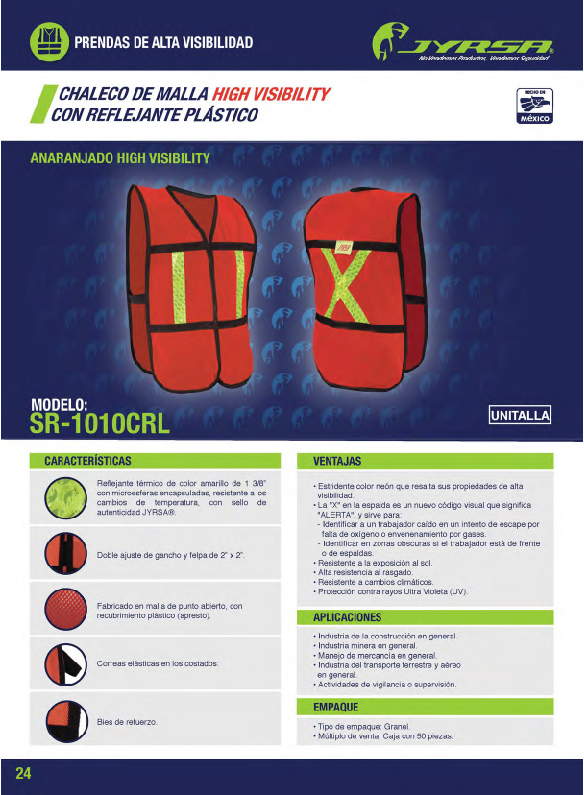 PRENDAS DE ALTA VISIBILIDAD
JYRSA®
No Vendemos Productos, Vendemos Seguridad
CHALECO DE MALLA HIGH VISIBILITY
CON REFLEJANTE PLÁSTICO
HECHO EN
MÉXICO
ANARANJADO HIGH VISIBILITY
MODELO:
SR-1010CRL
UNITALLA
CARACTERÍSTICAS
Reflejante térmico de color amarillo de 1 3/8"
con microesferas encapsuladas, resistente a los
cambios de temperatura, con sello de
autenticidad JYRSA®.
Doble ajuste de gancho y felpa de 2" x 2".
Fabricado en malla de punto abierto, con
recubrimiento plástico (apresto).
Correas elásticas en los costados.
Bies de refuerzo.
VENTAJAS
• Estridente color neón que resalta sus propiedades de alta
visibilidad.
• La "X" en la espalda es un nuevo código visual que significa
"ALERTA" y sirve para:
- Identificar a un trabajador caído en un intento de escape por
falta de oxígeno o envenenamiento por gases.
- Identificar en zonas obscuras si el trabajador está de frente
o de espaldas.
• Resistente a la exposición al sol.
• Alta resistencia al rasgado.
• Resistente a cambios climáticos.
• Protección contra rayos Ultra Violeta (UV).
APLICACIONES
• Industria de la construcción en general.
• Industria minera en general.
• Manejo de mercancía en general.
• Industria del transporte terrestre y aéreo
en general.
• Actividades de vigilancia o supervisión.
EMPAQUE
• Tipo de empaque: Granel.
• Múltiplo de venta: Caja con 50 piezas.
24